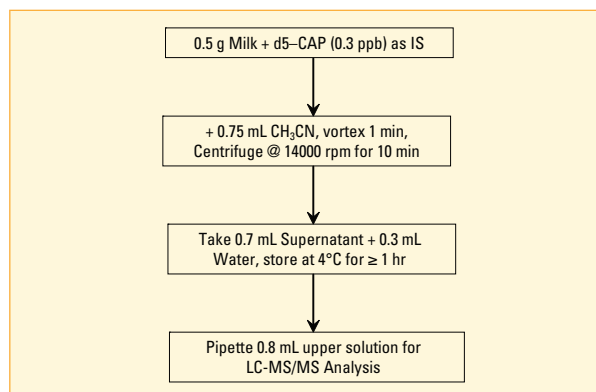 0.5 g Milk + d5–CAP (0.3 ppb) as IS
+ 0.75 mL CH₃CN, vortex 1 min,
Centrifuge @ 14000 rpm for 10 min
Take 0.7 mL Supernatant + 0.3 mL
Water, store at 4°C for ≥ 1 hr
Pipette 0.8 mL upper solution for
LC-MS/MS Analysis